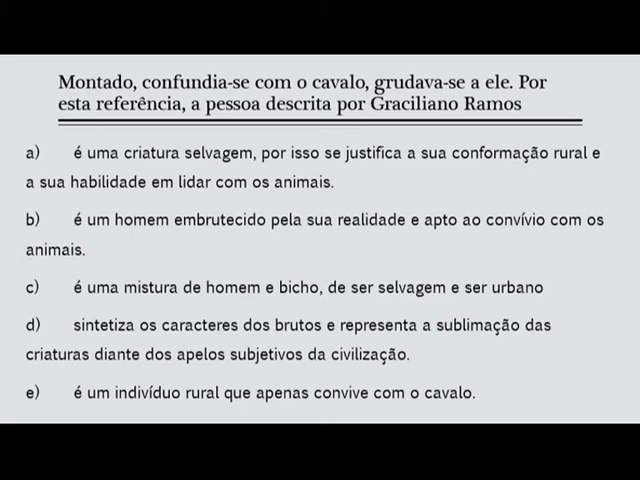 Montado, confundia-se com o cavalo, grudava-se a ele. Por
esta referência, a pessoa descrita por Graciliano Ramos
a) é uma criatura selvagem, por isso se justifica a sua conformação rural e
a sua habilidade em lidar com os animais.
b) é um homem embrutecido pela sua realidade e apto ao convívio com os
animais.
c) é uma mistura de homem e bicho, de ser selvagem e ser urbano
d) sintetiza os caracteres dos brutos e representa a sublimação das
criaturas diante dos apelos subjetivos da civilização.
e) é um indivíduo rural que apenas convive com o cavalo.